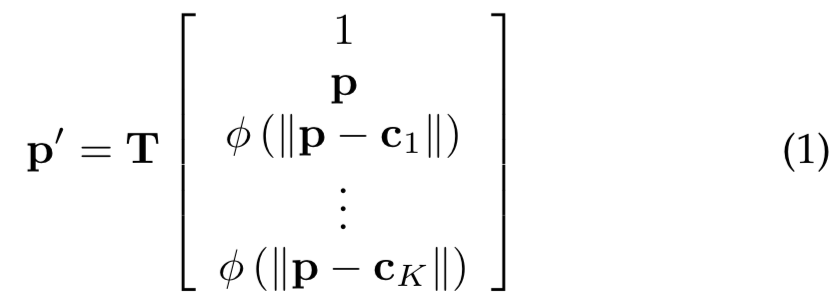 1
p
ϕ (‖p − c₁‖)
p′ = T
⋮
(1)
ϕ (‖p − c_K‖)